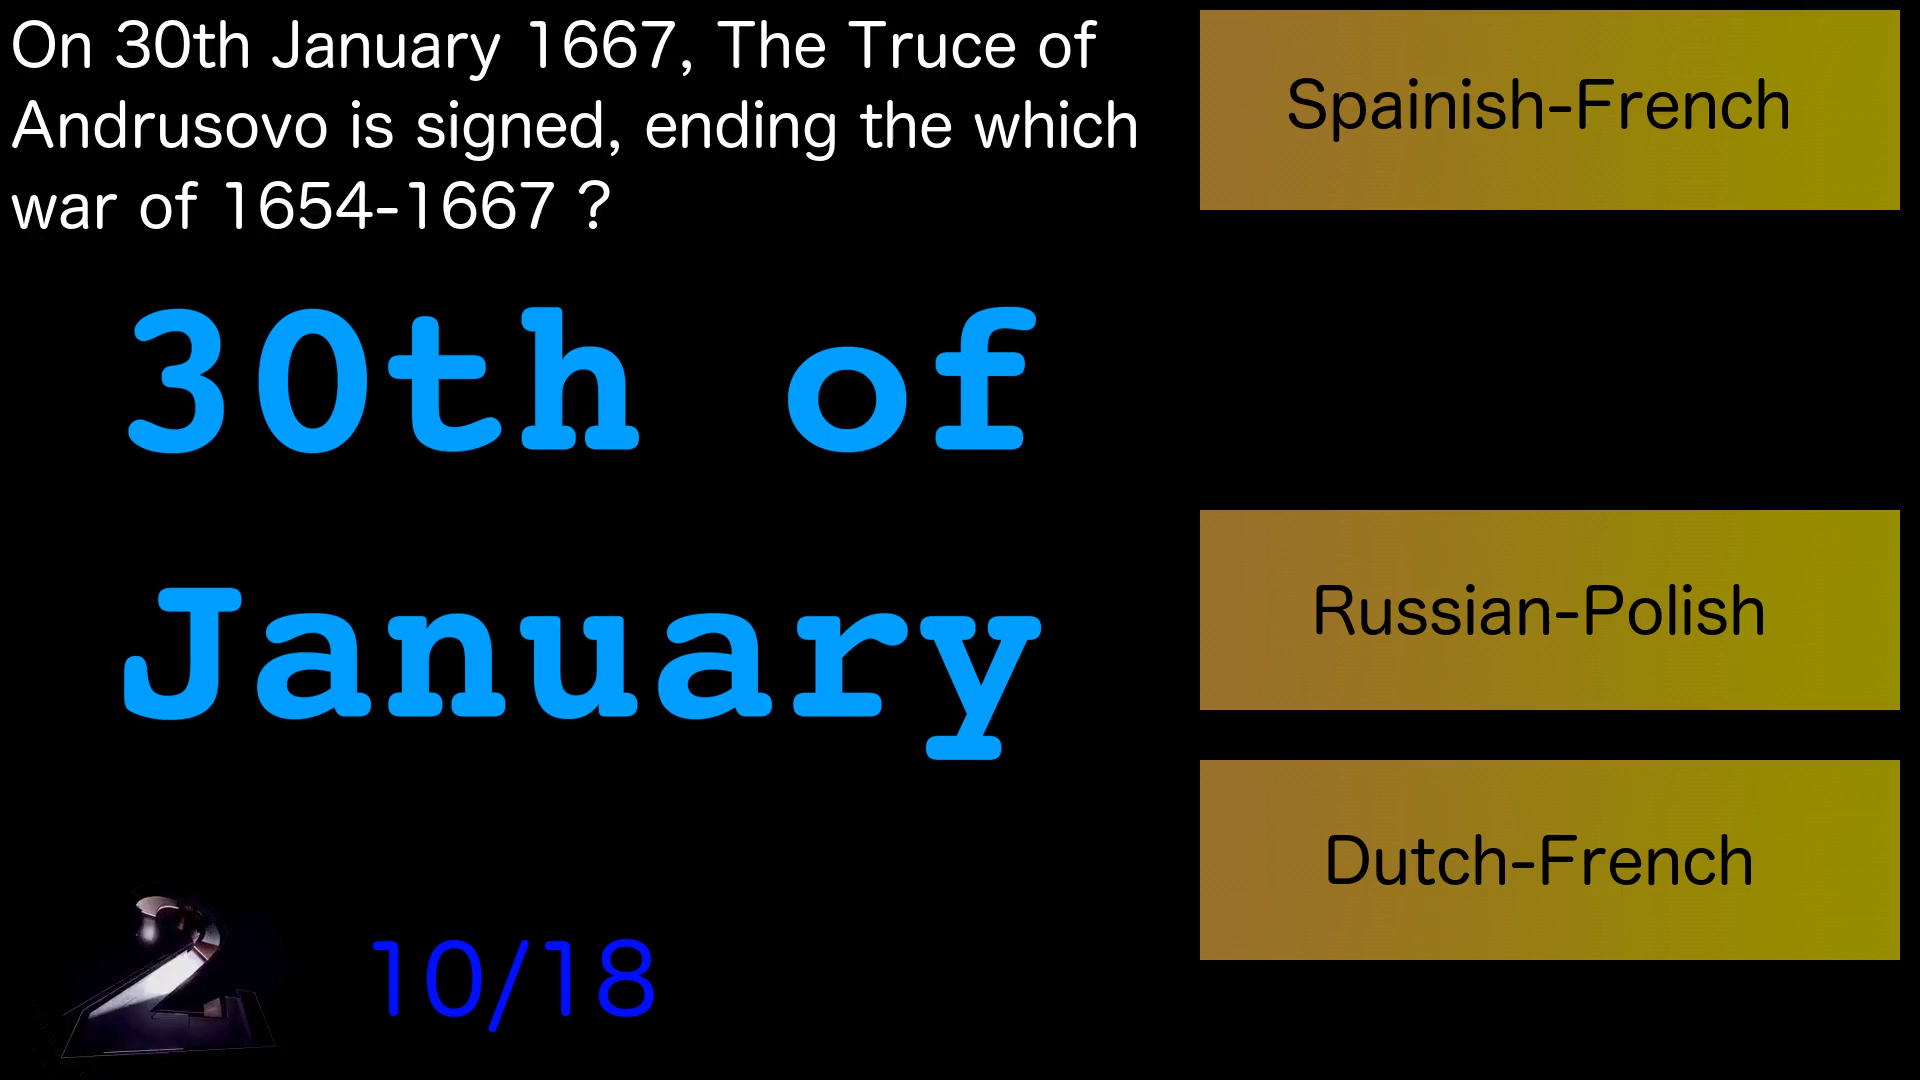 On 30th January 1667, The Truce of
Andrusovo is signed, ending the which
war of 1654-1667 ?
Spainish-French
30th of
January
Russian-Polish
Dutch-French
2
10/18